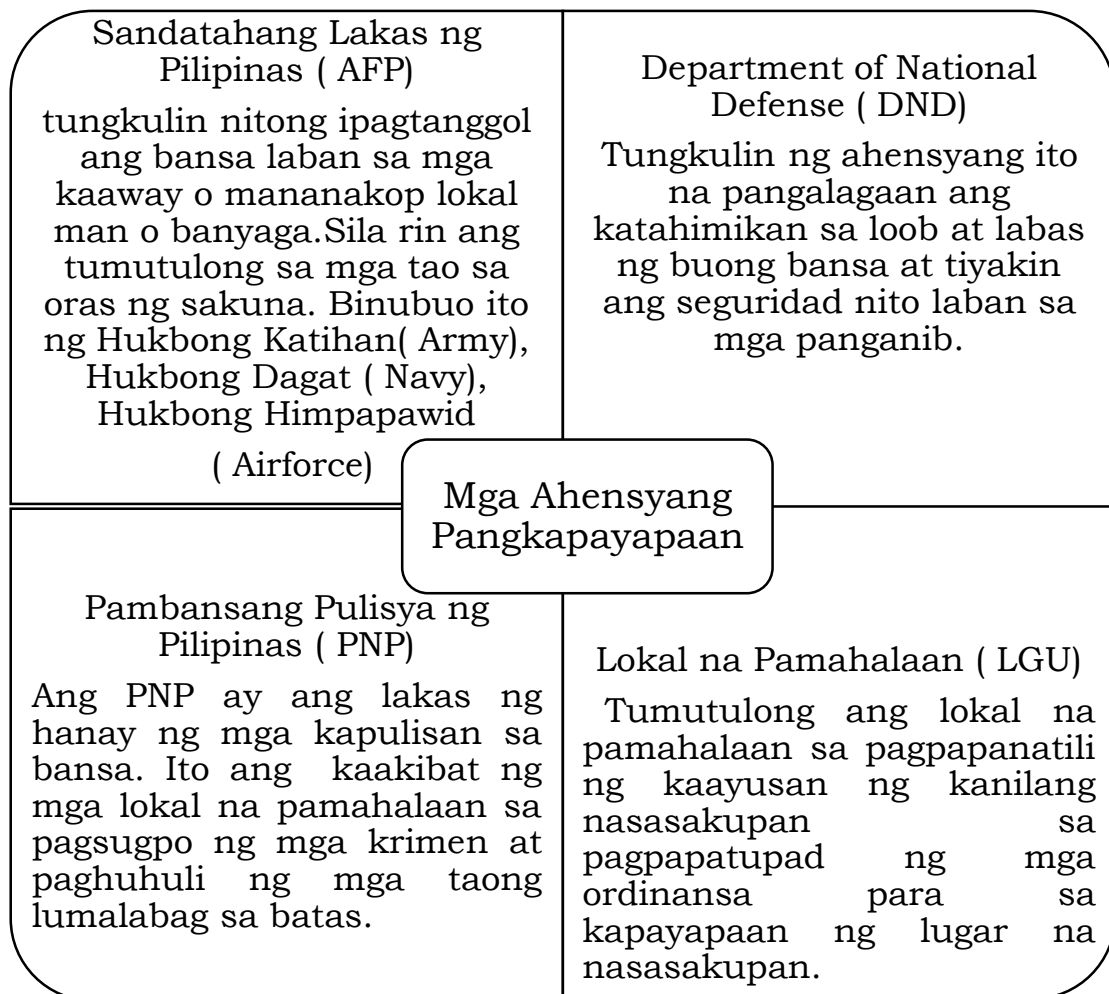 Sandatahang Lakas ng
Pilipinas ( AFP)
tungkulin nitong ipagtanggol
ang bansa laban sa mga
kaaway o mananakop lokal
man o banyaga.Sila rin ang
tumutulong sa mga tao sa
oras ng sakuna. Binubuo ito
ng Hukbong Katihan( Army),
Hukbong Dagat ( Navy),
Hukbong Himpapawid
( Airforce)
Department of National
Defense ( DND)
Tungkulin ng ahensyang ito
na pangalagaan ang
katahimikan sa loob at labas
ng buong bansa at tiyakin
ang seguridad nito laban sa
mga panganib.
Mga Ahensyang
Pangkapayapaan
Pambansang Pulisya ng
Pilipinas ( PNP)
Ang PNP ay ang lakas ng
hanay ng mga kapulisan sa
bansa. Ito ang kaakibat ng
mga lokal na pamahalaan sa
pagsugpo ng mga krimen at
paghuhuli ng mga taong
lumalabag sa batas.
Lokal na Pamahalaan ( LGU)
Tumutulong ang lokal na
pamahalaan sa pagpapanatili
ng kaayusan ng kanilang
nasasakupan sa
pagpapatupad ng mga
ordinansa para sa
kapayapaan ng lugar na
nasasakupan.